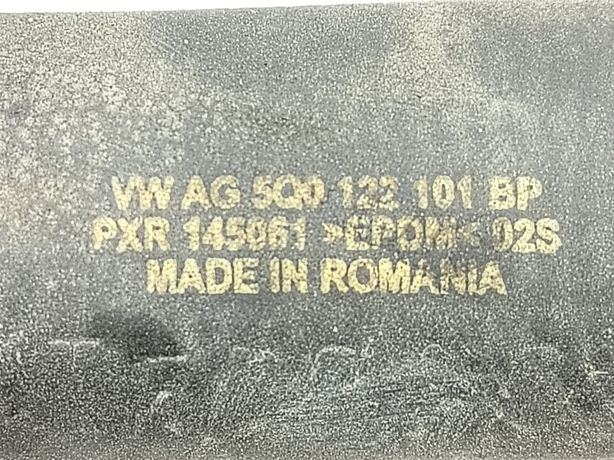 VW AG 5Q0 122 101 BP
PXR 145061 >EPDM< 02S
MADE IN ROMANIA